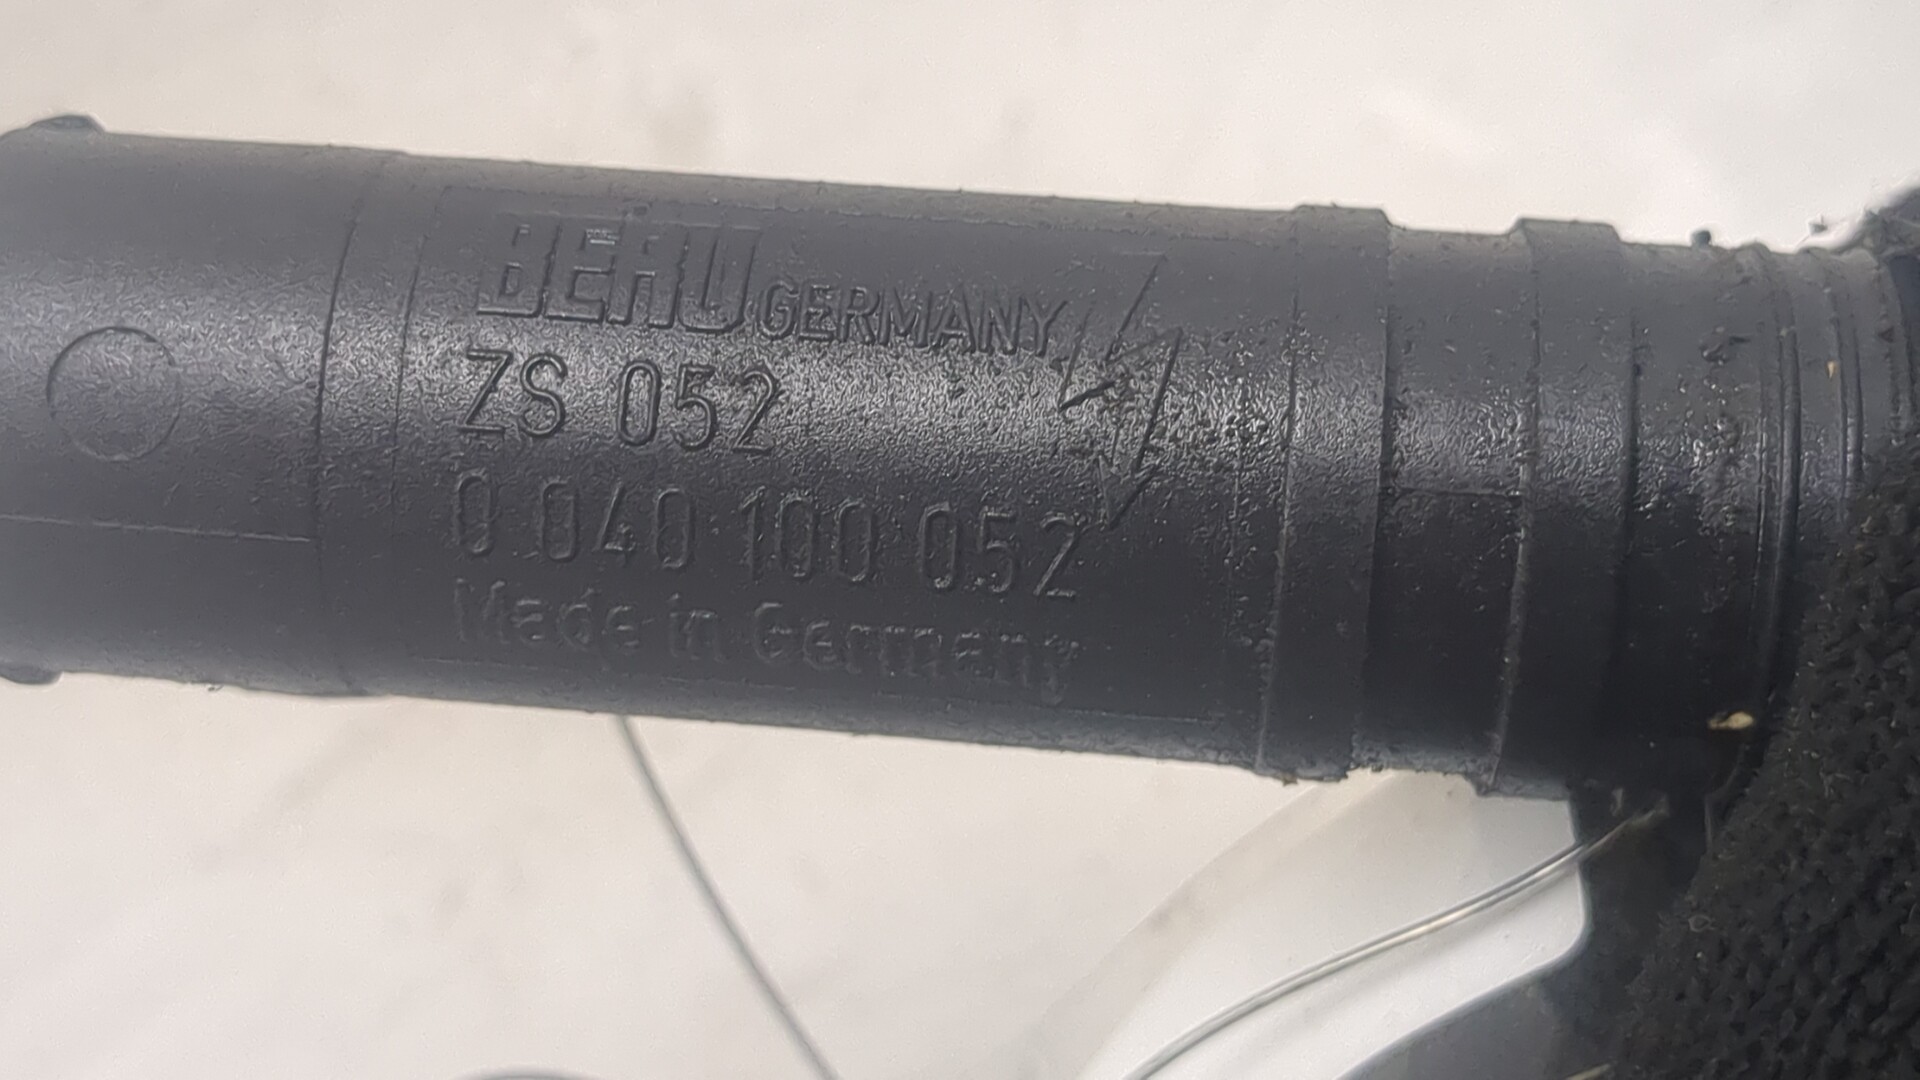 BERU GERMANY
ZS 052
0 040 100 052
Made in Germany